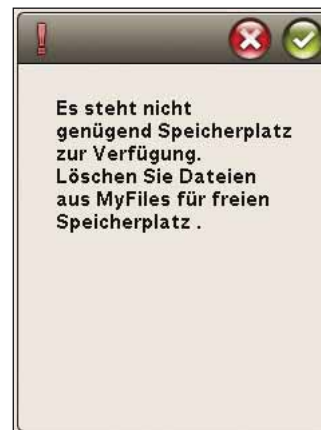 Es steht nicht
genügend Speicherplatz
zur Verfügung.
Löschen Sie Dateien
aus MyFiles für freien
Speicherplatz .